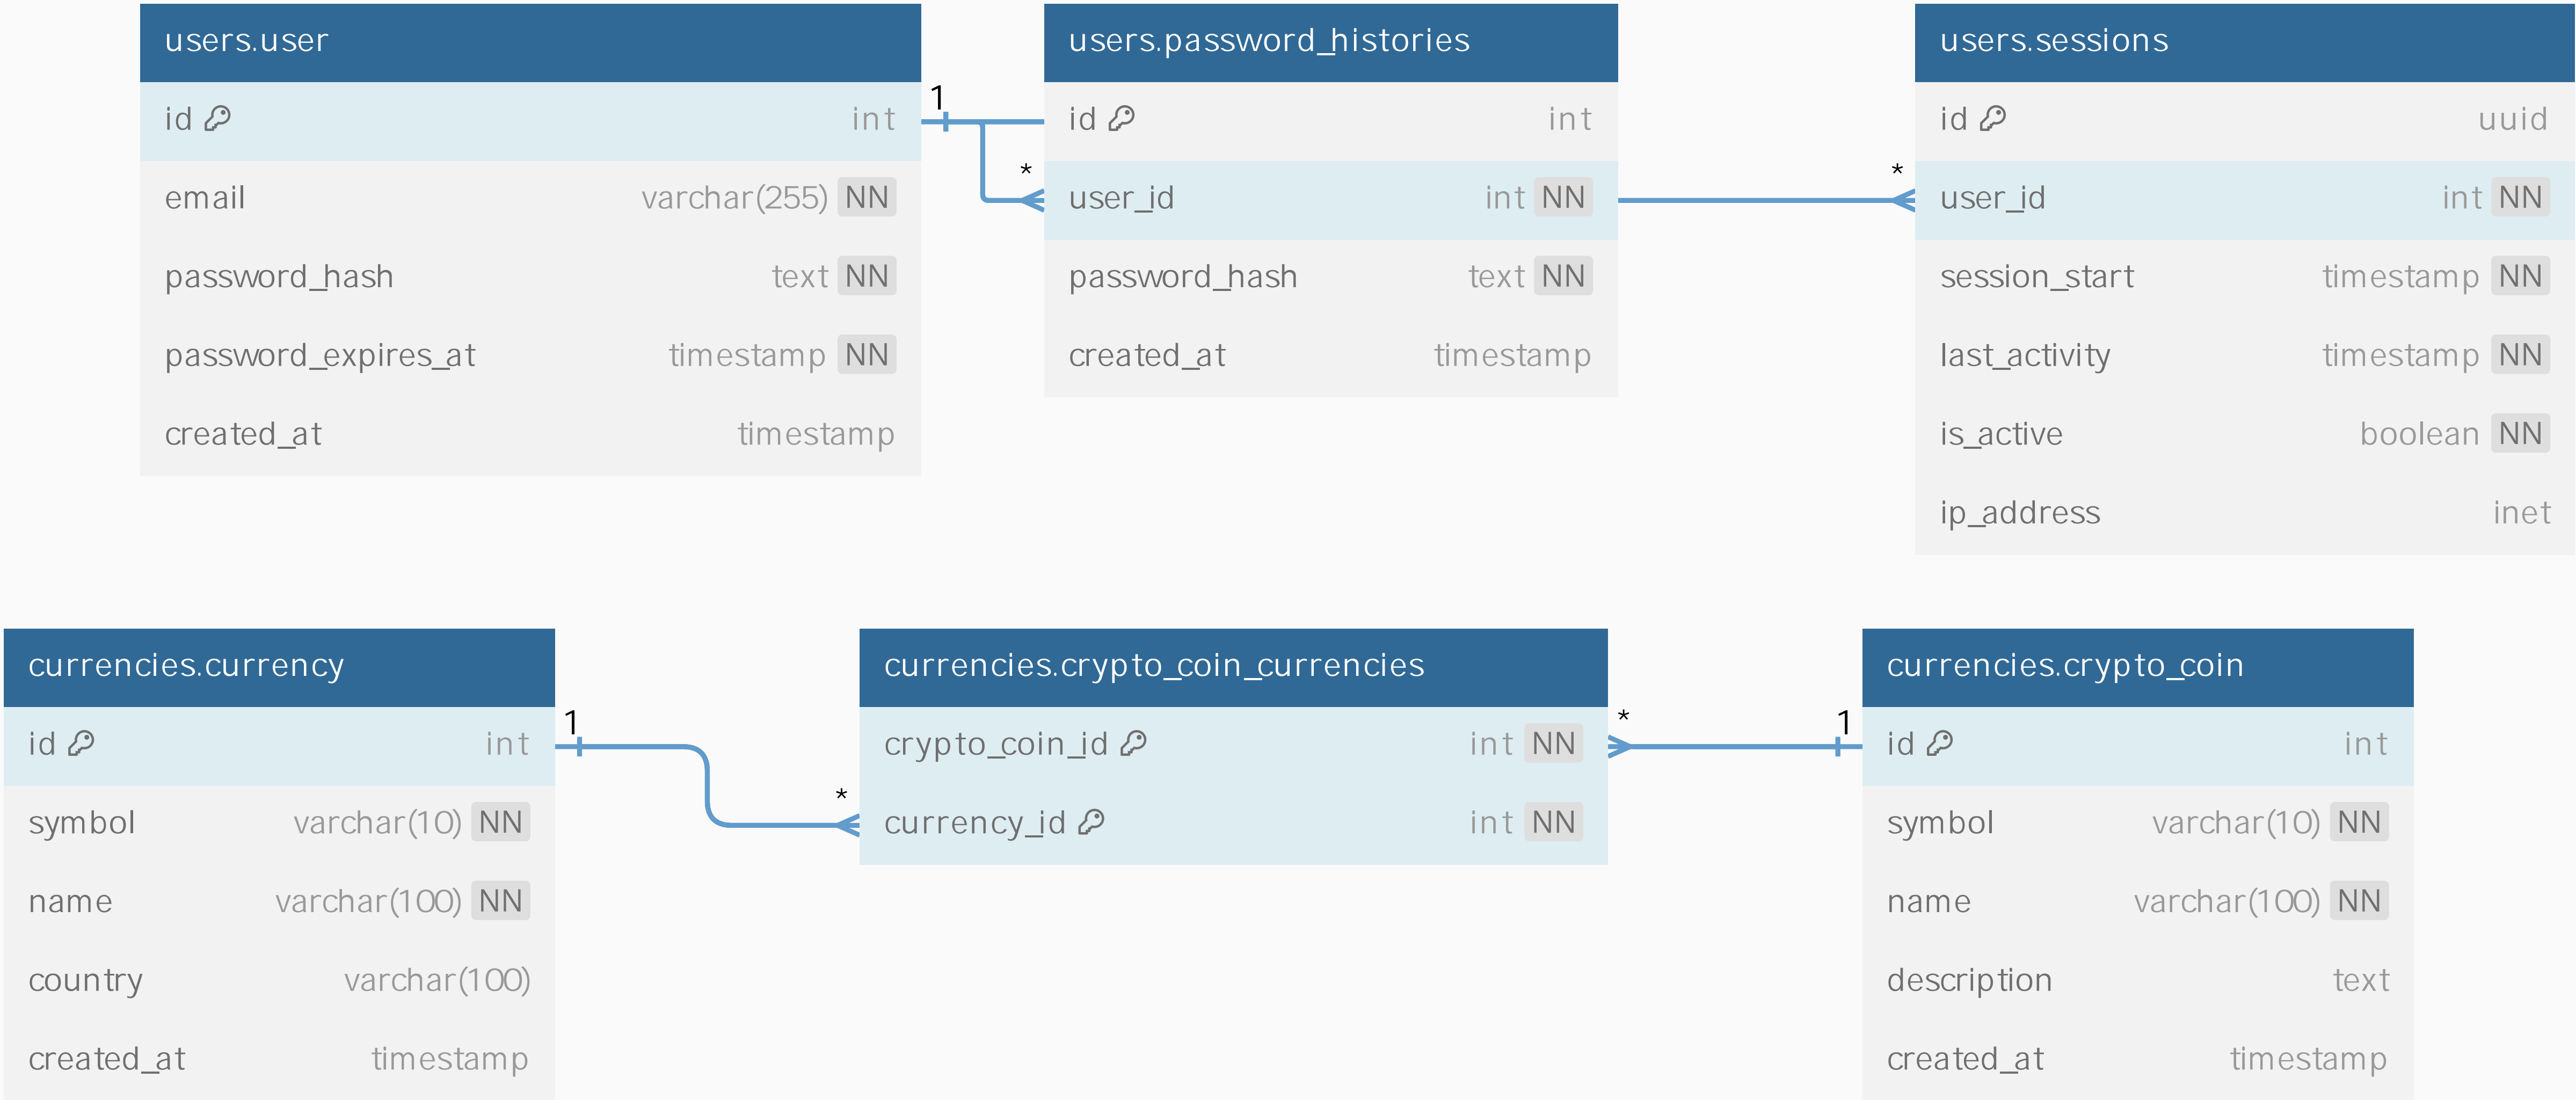 users.user
id int
email varchar(255) NN
password_hash text NN
password_expires_at timestamp NN
created_at timestamp
1
*
users.password_histories
id int
user_id int NN
password_hash text NN
created_at timestamp
*
users.sessions
id uuid
user_id int NN
session_start timestamp NN
last_activity timestamp NN
is_active boolean NN
ip_address inet
currencies.currency
id int
symbol varchar(10) NN
name varchar(100) NN
country varchar(100)
created_at timestamp
1
*
currencies.crypto_coin_currencies
crypto_coin_id int NN
currency_id int NN
*
1
currencies.crypto_coin
id int
symbol varchar(10) NN
name varchar(100) NN
description text
created_at timestamp